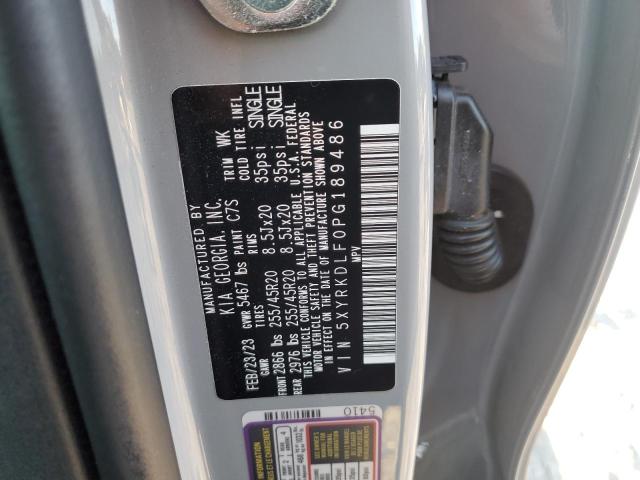 MANUFACTURED BY
KIA GEORGIA, INC.
FEB/23/23 GVWR 5467 lbs PAINT C7S TRIM WK
GAWR TIRES RIMS COLD TIRE INFL
FRONT 2866 lbs 255/45R20 8.5Jx20 35psi SINGLE
REAR 2976 lbs 255/45R20 8.5Jx20 35psi SINGLE
THIS VEHICLE CONFORMS TO ALL APPLICABLE U.S.A. FEDERAL
MOTOR VEHICLE SAFETY AND THEFT PREVENTION STANDARDS
IN EFFECT ON THE DATE OF MANUFACTURE SHOWN ABOVE
VIN 5XYRKDLF0PG189486
MPV
5410
INFORMATION